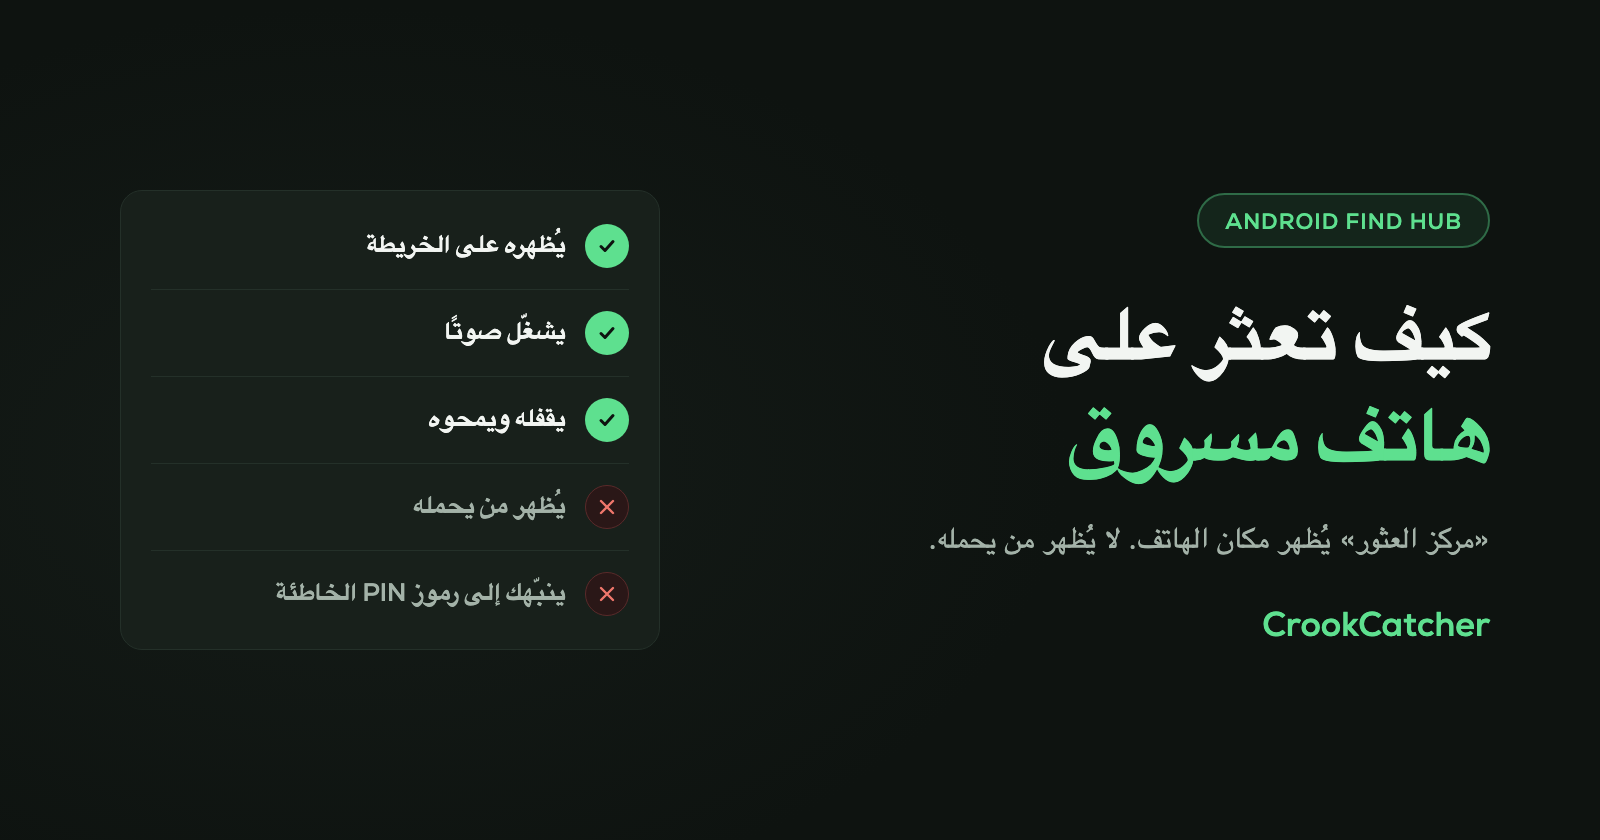 ANDROID FIND HUB
كيف تعثر على
هاتف مسروق
«مركز العثور» يُظهر مكان الهاتف. لا يُظهر من يحمله.
CrookCatcher
يُظهره على الخريطة
يشغّل صوتًا
يقفله ويمحوه
يُظهر من يحمله
ينبّهك إلى رموز PIN الخاطئة